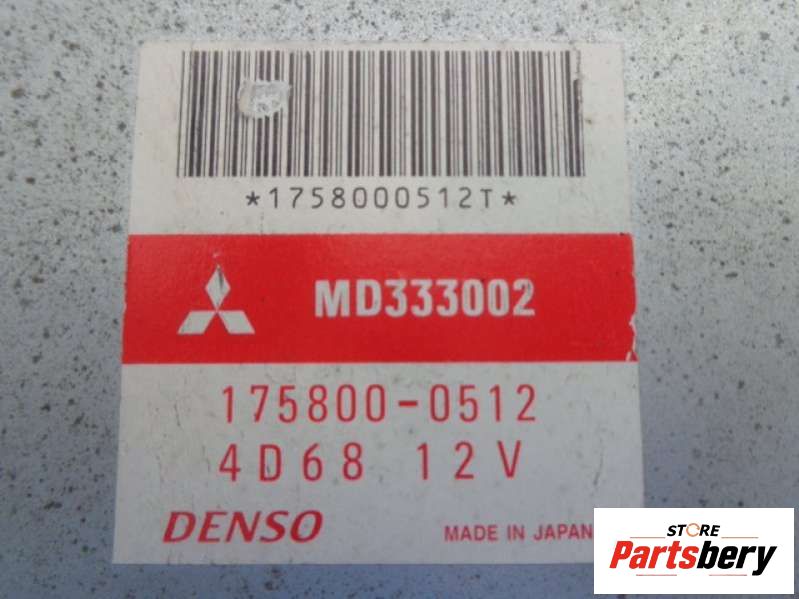 *1758000512T*
MD333002
175800-0512
4D68 12V
DENSO
MADE IN JAPAN
STORE
Partsbery